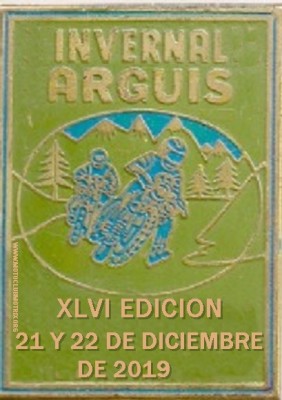 INVERNAL
ARGUIS
XLVI EDICION
21 Y 22 DE DICIEMBRE
DE 2019